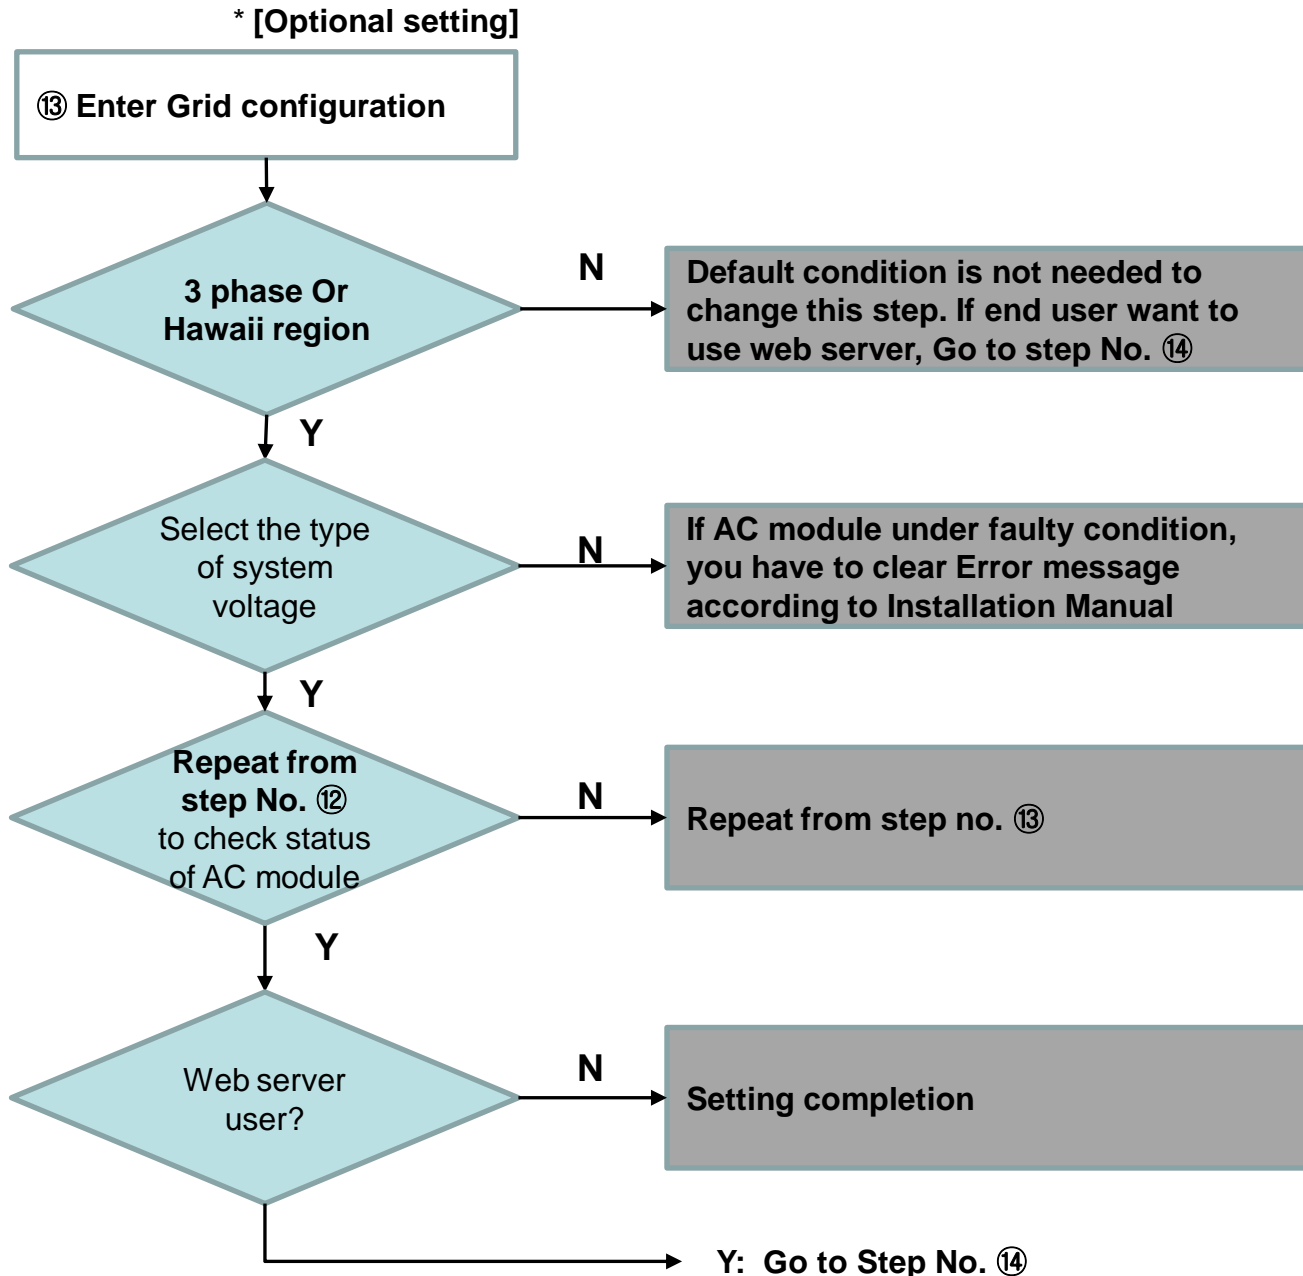 * [Optional setting]
⑬ Enter Grid configuration
3 phase Or
Hawaii region
N
Default condition is not needed to
change this step. If end user want to
use web server, Go to step No. ⑭
Y
Select the type
of system
voltage
N
If AC module under faulty condition,
you have to clear Error message
according to Installation Manual
Y
Repeat from
step No. ⑫
to check status
of AC module
N
Repeat from step no. ⑬
Y
Web server
user?
N
Setting completion
Y: Go to Step No. ⑭